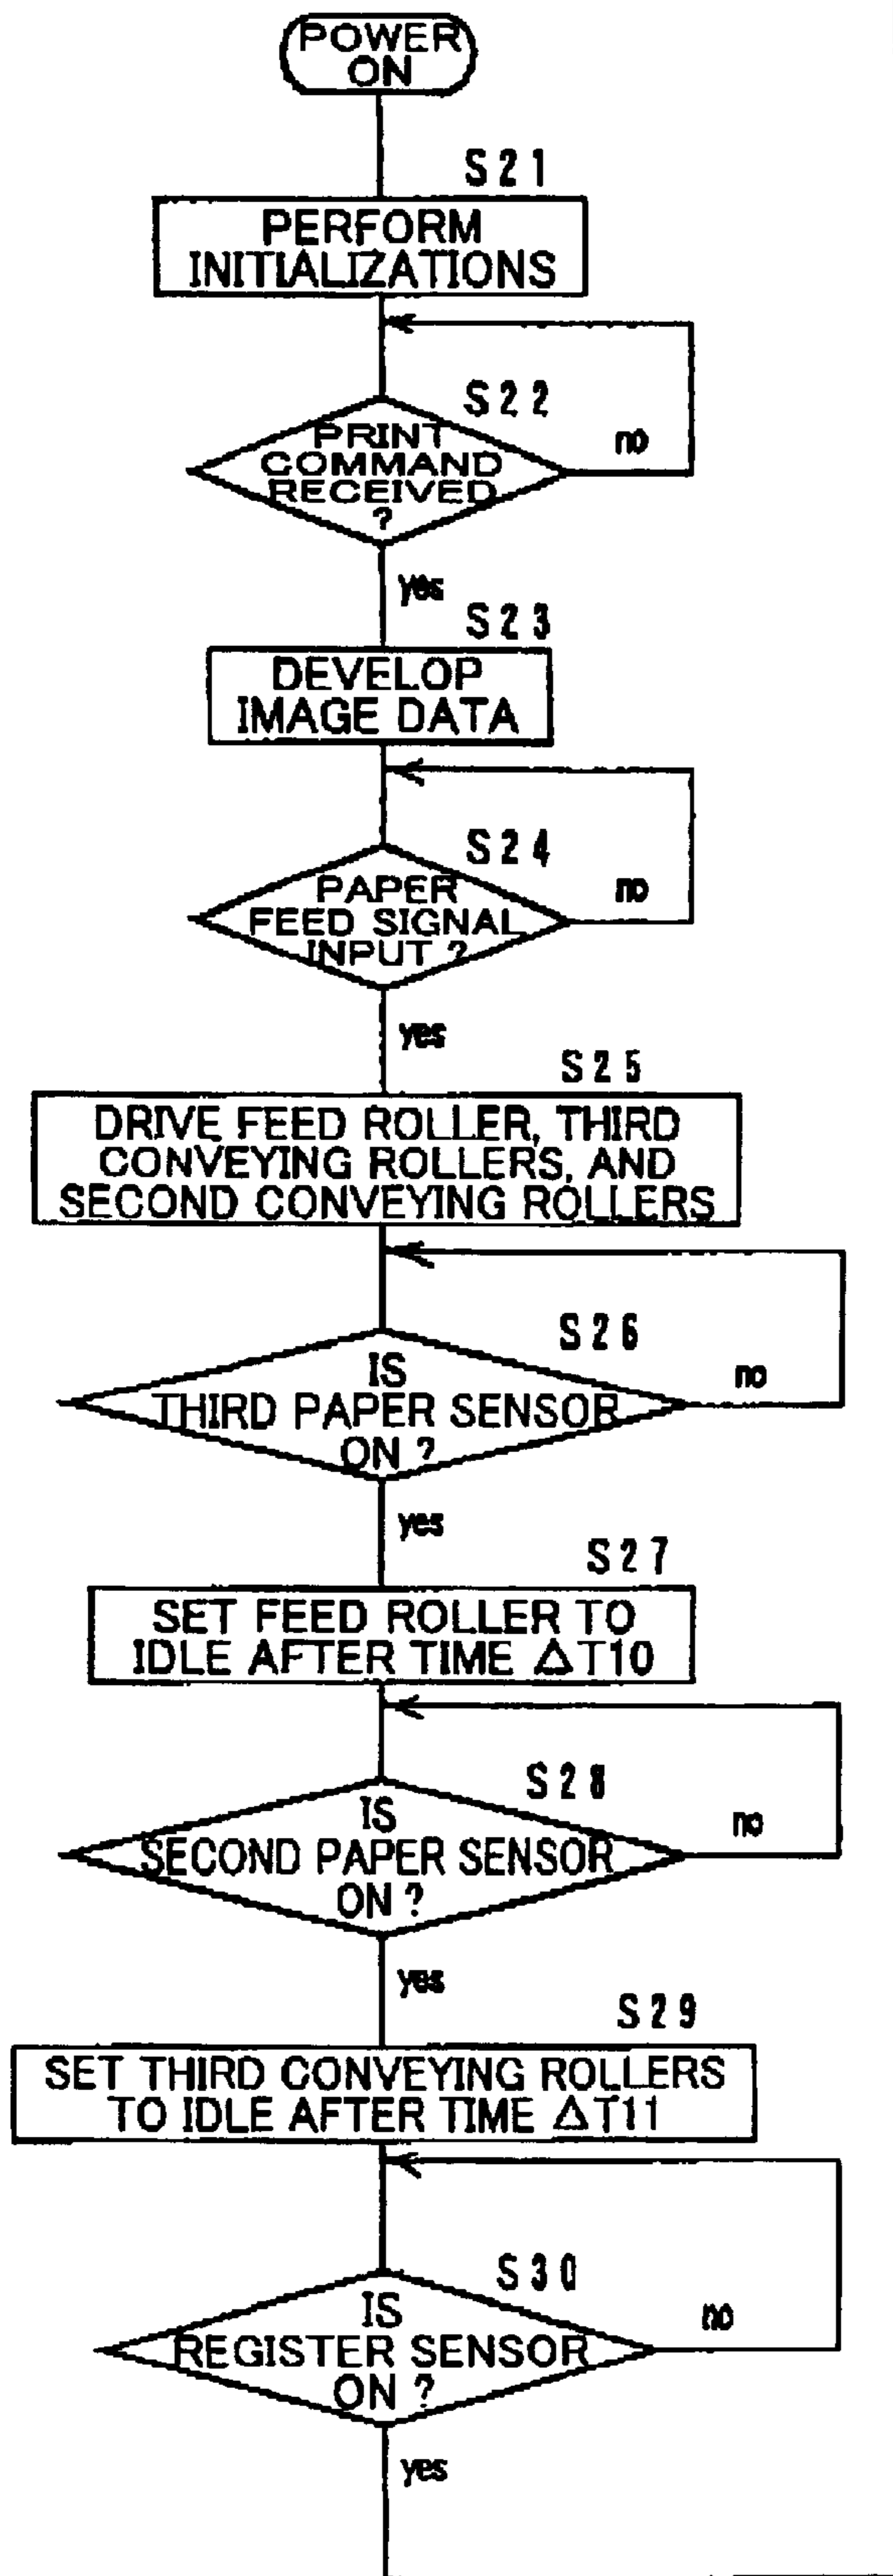 POWER
ON
S21
PERFORM
INITIALIZATIONS
S22
PRINT
COMMAND
RECEIVED
?
no
yes
S23
DEVELOP
IMAGE DATA
S24
PAPER
FEED SIGNAL
INPUT ?
no
yes
S25
DRIVE FEED ROLLER, THIRD
CONVEYING ROLLERS, AND
SECOND CONVEYING ROLLERS
S26
IS
THIRD PAPER SENSOR
ON ?
no
yes
S27
SET FEED ROLLER TO
IDLE AFTER TIME ΔT10
S28
IS
SECOND PAPER SENSOR
ON ?
no
yes
S29
SET THIRD CONVEYING ROLLERS
TO IDLE AFTER TIME ΔT11
S30
IS
REGISTER SENSOR
ON ?
no
yes